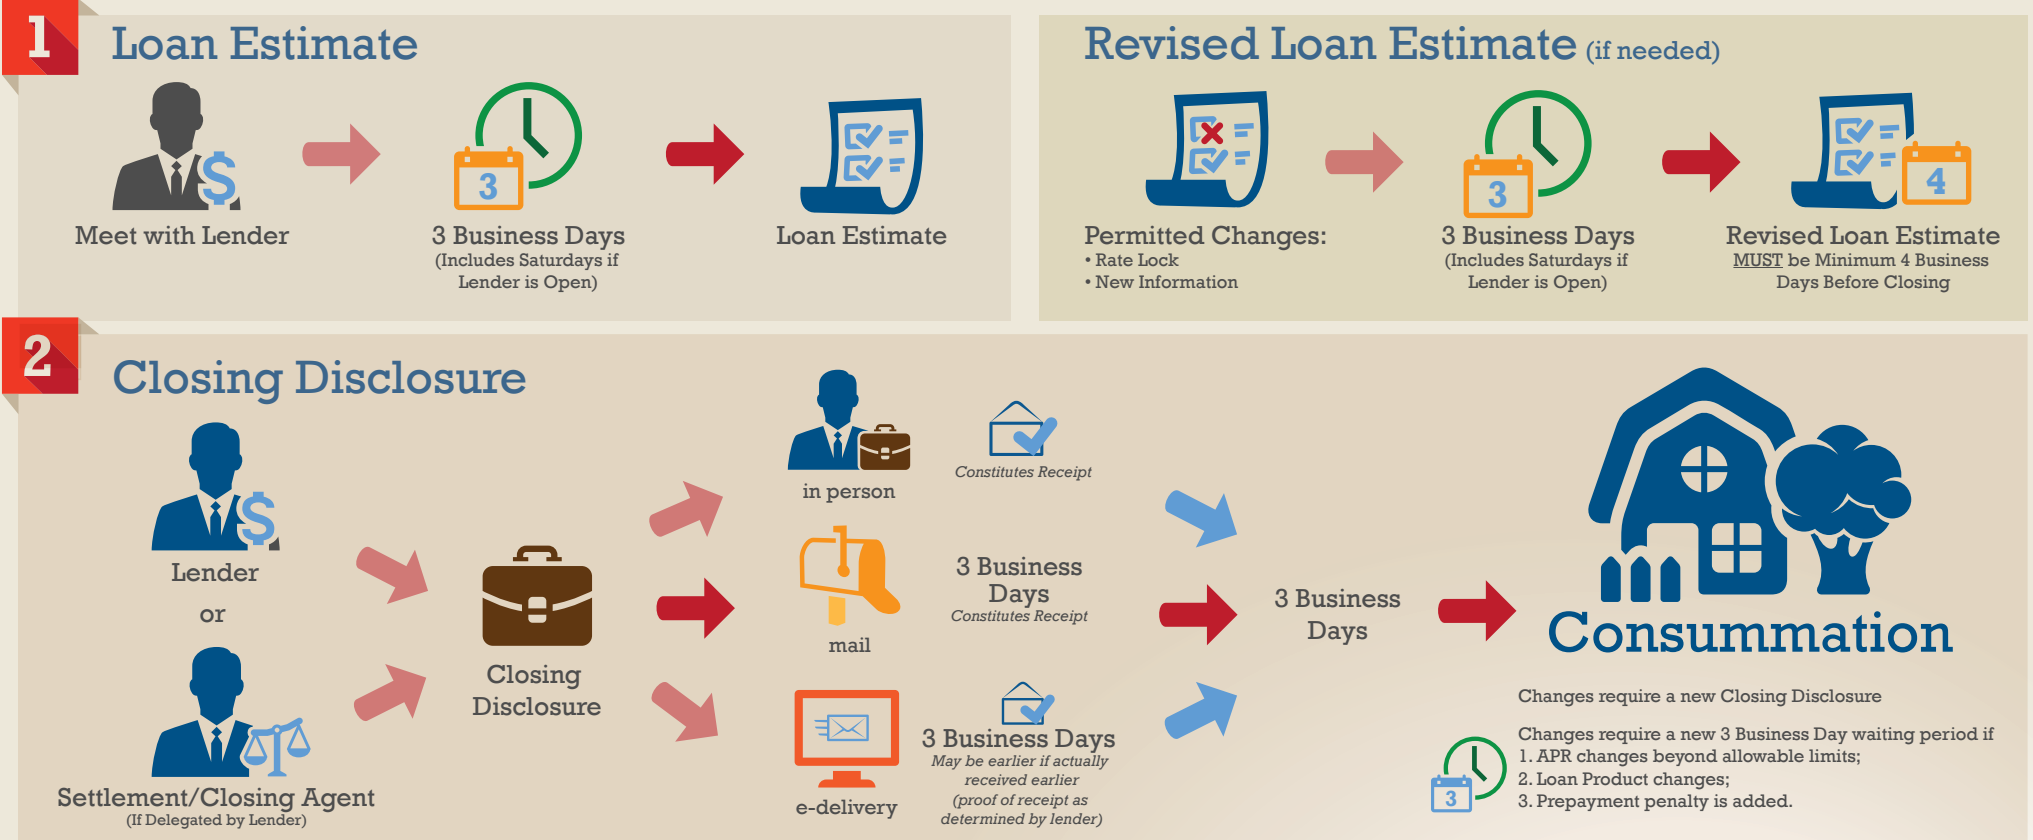 1
Loan Estimate
$
3
Meet with Lender
3 Business Days
(Includes Saturdays if
Lender is Open)
Loan Estimate
Revised Loan Estimate (if needed)
3
4
Permitted Changes:
• Rate Lock
• New Information
3 Business Days
(Includes Saturdays if
Lender is Open)
Revised Loan Estimate
MUST be Minimum 4 Business
Days Before Closing
2
Closing Disclosure
$
Lender
or
Settlement/Closing Agent
(If Delegated by Lender)
Closing
Disclosure
in person
Constitutes Receipt
mail
3 Business
Days
Constitutes Receipt
e-delivery
3 Business Days
May be earlier if actually
received earlier
(proof of receipt as
determined by lender)
3 Business
Days
Consummation
Changes require a new Closing Disclosure
3
Changes require a new 3 Business Day waiting period if
1. APR changes beyond allowable limits;
2. Loan Product changes;
3. Prepayment penalty is added.